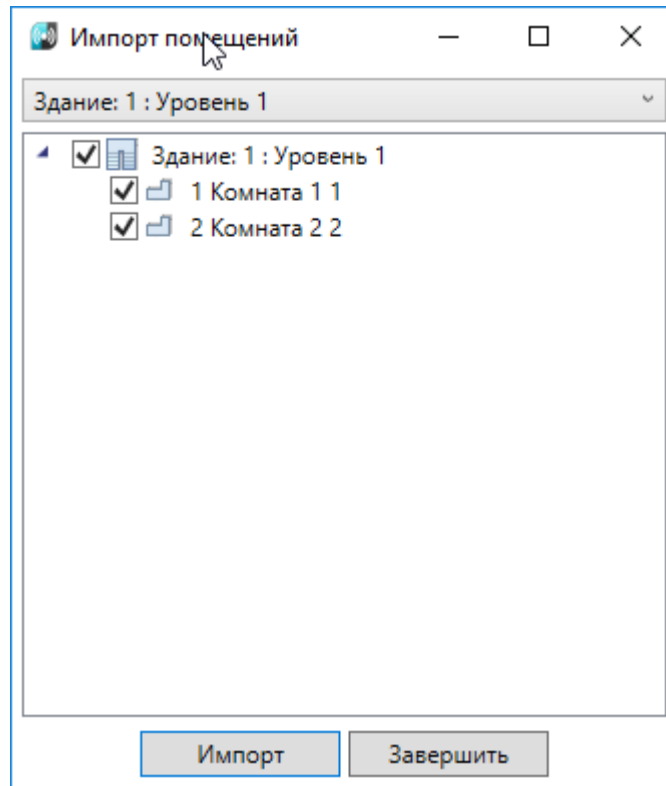 Импорт помещений
Здание: 1 : Уровень 1
Здание: 1 : Уровень 1
1 Комната 1 1
2 Комната 2 2
Импорт Завершить